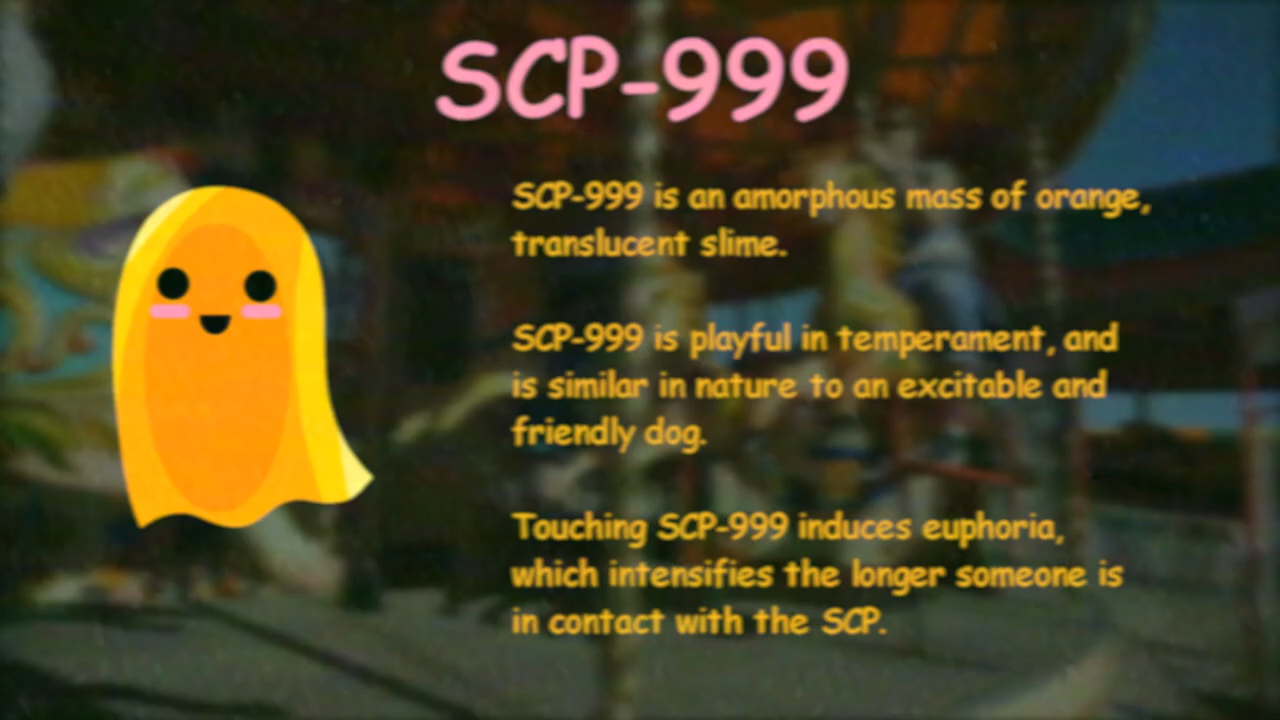 SCP-999
SCP-999 is an amorphous mass of orange,
translucent slime.
SCP-999 is playful in temperament, and
is similar in nature to an excitable and
friendly dog.
Touching SCP-999 induces euphoria,
which intensifies the longer someone is
in contact with the SCP.